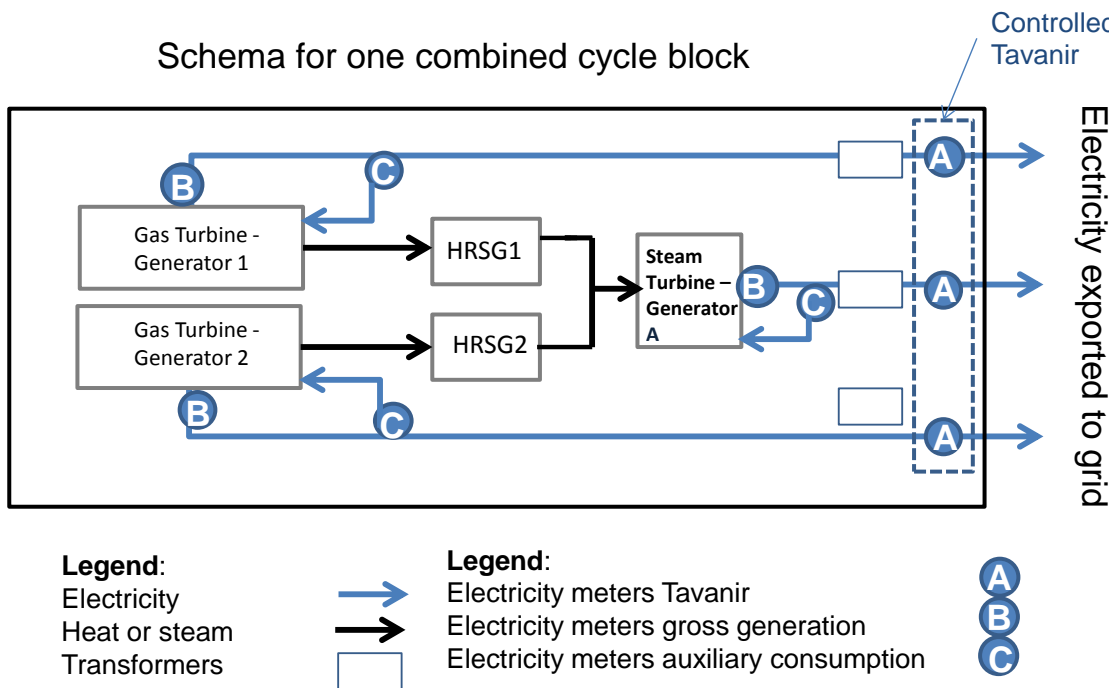 Controlled
Tavanir
Schema for one combined cycle block
A
C
B
Gas Turbine -
Generator 1
HRSG1
Steam
Turbine –
Generator
A
B
C
A
Gas Turbine -
Generator 2
HRSG2
B
C
A
Electricity exported to grid
Legend:
Electricity
Heat or steam
Transformers
Legend:
Electricity meters Tavanir
A
Electricity meters gross generation
B
Electricity meters auxiliary consumption
C